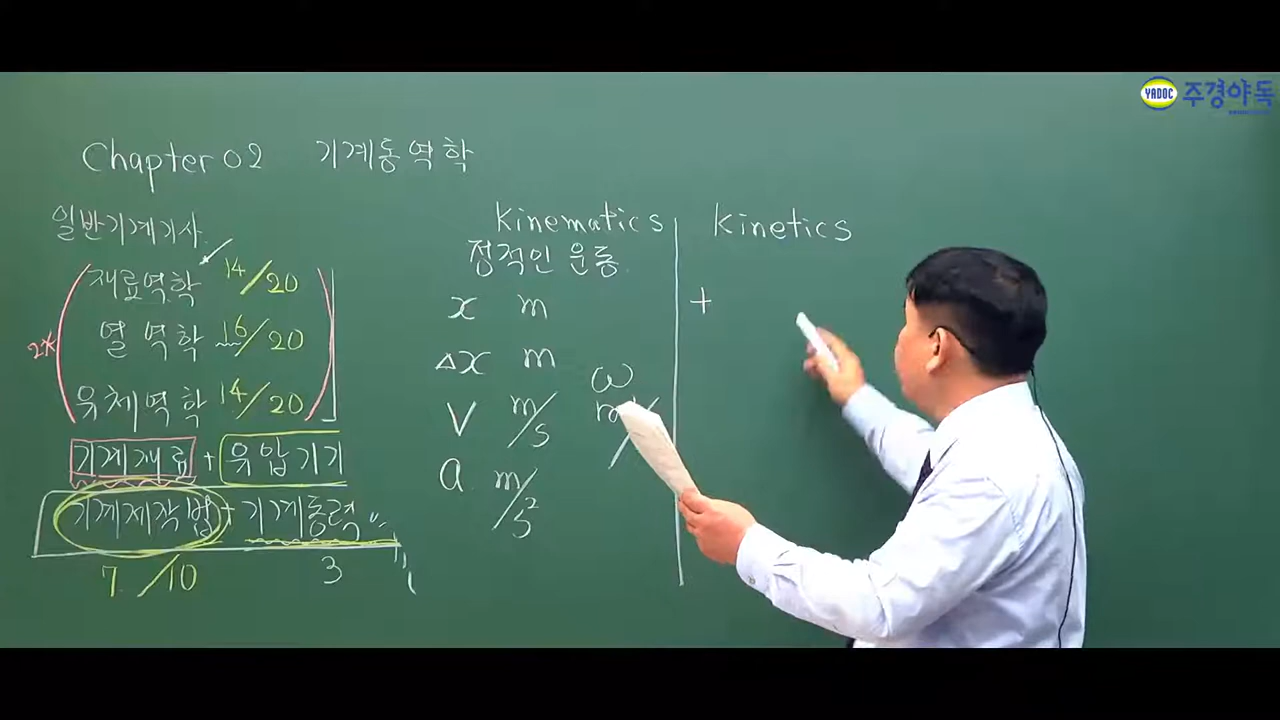 YADOC 주경야독
Chapter 02 기계동역학
일반기계기사
재료역학 14/20
2* 열역학 16/20
유체역학 14/20
기계재료 + 유압기기
기계제작법 + 기계동력
7 /10 3
kinematics
정적인 운동
x m
Δx m
V m/s ω
a m/s²
kinetics
+